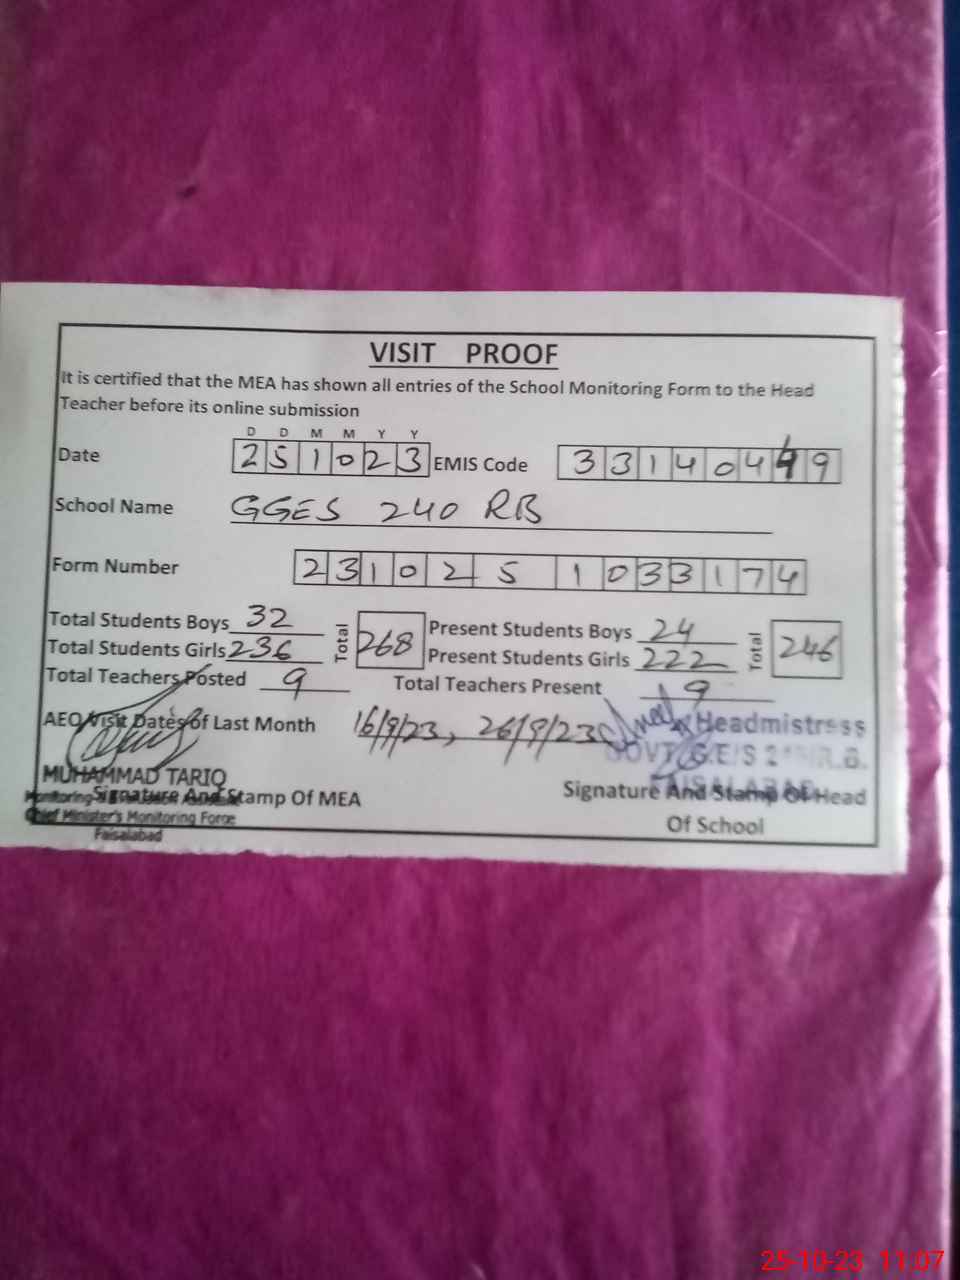 VISIT PROOF
It is certified that the MEA has shown all entries of the School Monitoring Form to the Head
Teacher before its online submission
D D M M Y Y
Date 251023 EMIS Code 33140449
School Name GGES 240 RB
Form Number 2310251033174
Total Students Boys 32 Total 268 Present Students Boys 24 Total 246
Total Students Girls 236 Present Students Girls 222
Total Teachers Posted 9 Total Teachers Present 9
AEO Visit Dates of Last Month 16/9/23, 26/9/23 Headmistress
GOVT G.E/S R.B.
MUHAMMAD TARIQ FAISALABAD
Signature And Stamp Of MEA Signature And Stamp Of Head
Of School
Monitoring
Chief Minister's Monitoring Force
Faisalabad
25-10-23 11:07